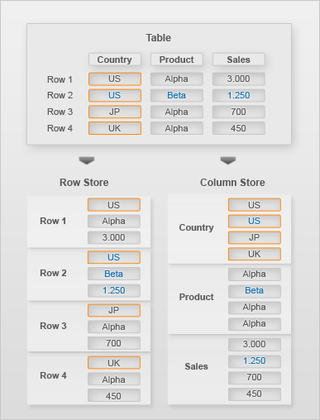 Table
Country Product Sales
Row 1 US Alpha 3.000
Row 2 US Beta 1.250
Row 3 JP Alpha 700
Row 4 UK Alpha 450
Row Store
Row 1
US
Alpha
3.000
Row 2
US
Beta
1.250
Row 3
JP
Alpha
700
Row 4
UK
Alpha
450
Column Store
Country
US
US
JP
UK
Product
Alpha
Beta
Alpha
Alpha
Sales
3.000
1.250
700
450